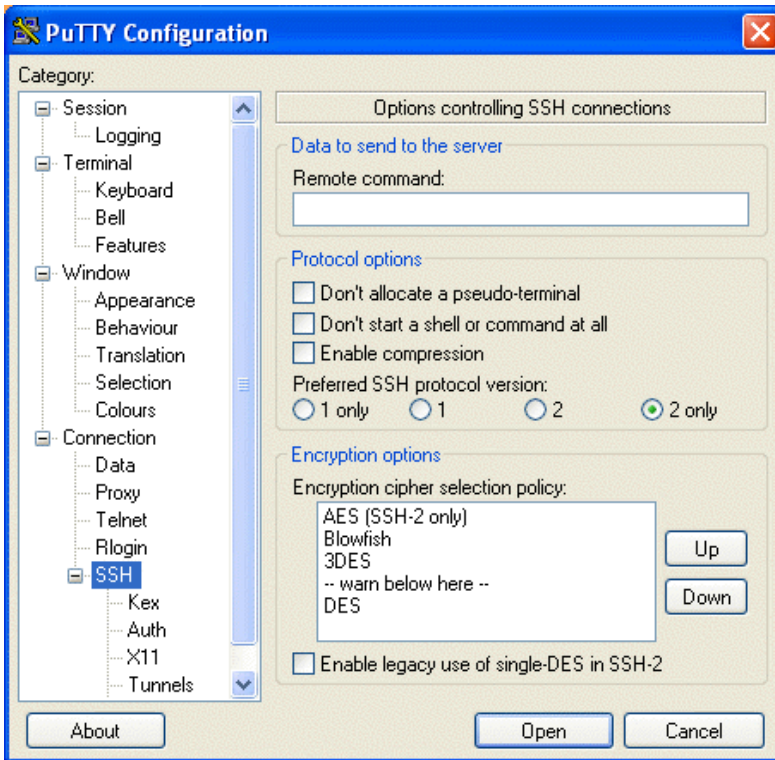 PuTTY Configuration
Category:
Session
Logging
Terminal
Keyboard
Bell
Features
Window
Appearance
Behaviour
Translation
Selection
Colours
Connection
Data
Proxy
Telnet
Rlogin
SSH
Kex
Auth
X11
Tunnels
Options controlling SSH connections
Data to send to the server
Remote command:
Protocol options
Don't allocate a pseudo-terminal
Don't start a shell or command at all
Enable compression
Preferred SSH protocol version:
1 only 1 2 2 only
Encryption options
Encryption cipher selection policy:
AES (SSH-2 only)
Blowfish
3DES
-- warn below here --
DES
Up
Down
Enable legacy use of single-DES in SSH-2
About Open Cancel